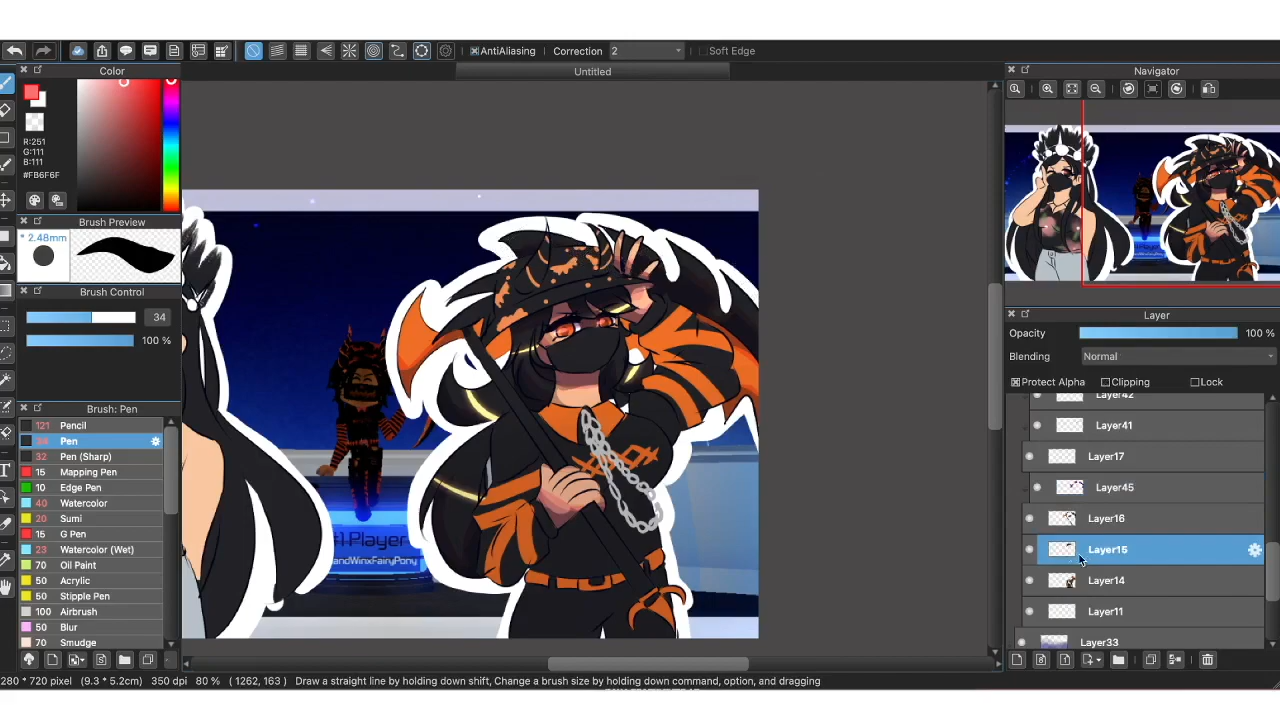 AntiAliasing Correction 2 Soft Edge
Untitled
Color
R:251
G:111
B:111
#FB6F6F
Brush Preview
* 2.48mm
Brush Control
34
100 %
Brush: Pen
121 Pencil
Pen
32 Pen (Sharp)
15 Mapping Pen
10 Edge Pen
40 Watercolor
20 Sumi
15 G Pen
23 Watercolor (Wet)
70 Oil Paint
50 Acrylic
50 Stipple Pen
100 Airbrush
50 Blur
70 Smudge
#1 Player
andWinxFairyPony
Navigator
Layer
Opacity 100 %
Blending Normal
Protect Alpha Clipping Lock
Layer42
Layer41
Layer17
Layer45
Layer16
Layer15
Layer14
Layer11
Layer33
280 * 720 pixel (9.3 * 5.2cm) 350 dpi 80 % (1262, 163) Draw a straight line by holding down shift, Change a brush size by holding down command, option, and dragging